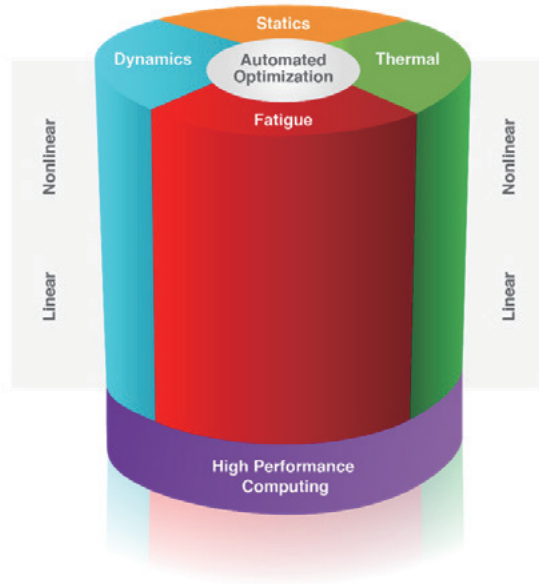 Statics
Dynamics
Automated
Optimization
Thermal
Fatigue
Nonlinear
Nonlinear
Linear
Linear
High Performance
Computing